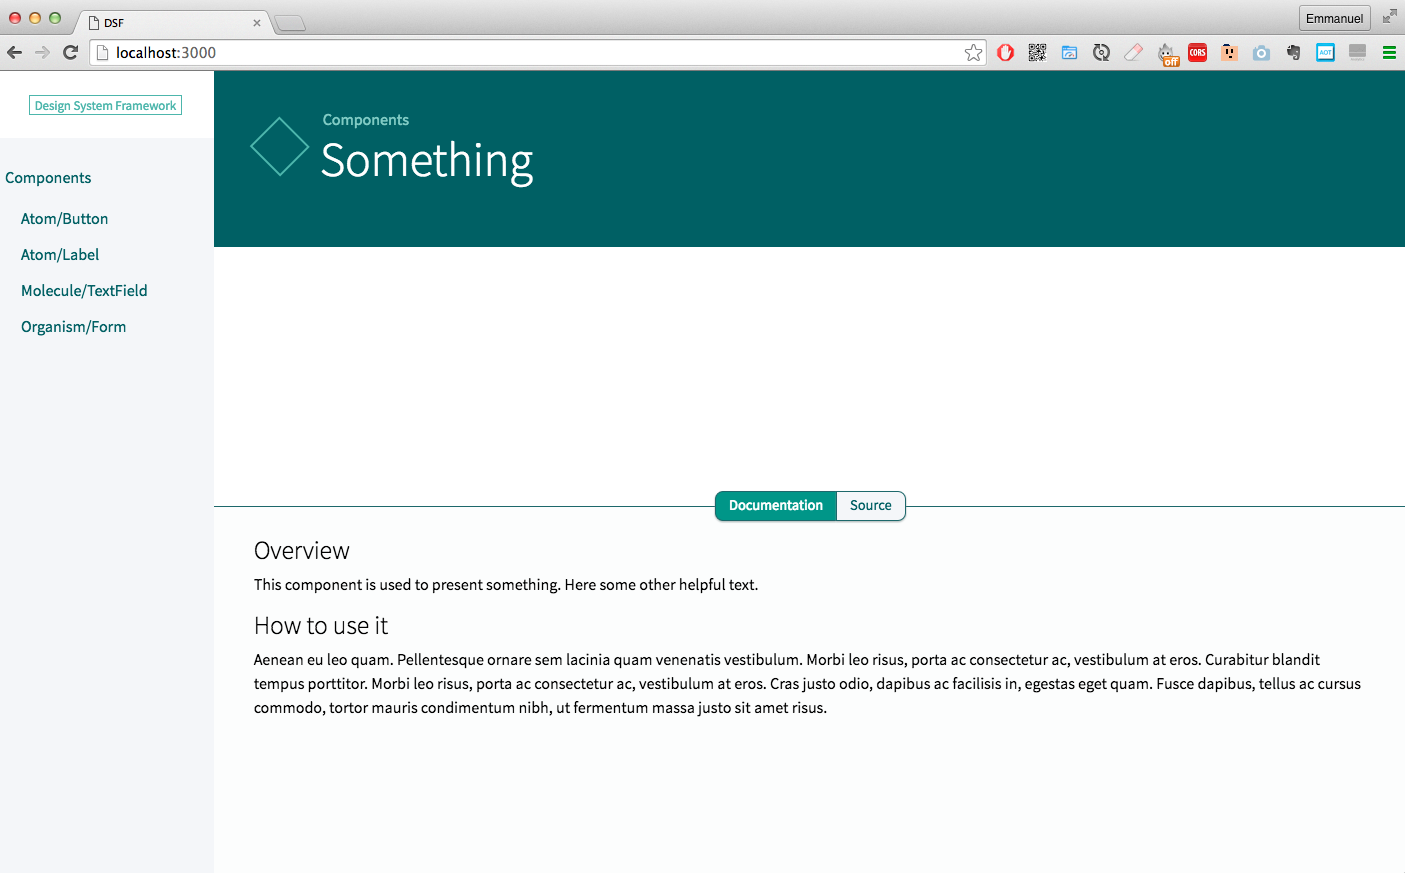 DSF
Emmanuel
localhost:3000
off
CORS
AOT
Design System Framework
Components
Atom/Button
Atom/Label
Molecule/TextField
Organism/Form
Components
Something
Documentation
Source
Overview
This component is used to present something. Here some other helpful text.
How to use it
Aenean eu leo quam. Pellentesque ornare sem lacinia quam venenatis vestibulum. Morbi leo risus, porta ac consectetur ac, vestibulum at eros. Curabitur blandit
tempus porttitor. Morbi leo risus, porta ac consectetur ac, vestibulum at eros. Cras justo odio, dapibus ac facilisis in, egestas eget quam. Fusce dapibus, tellus ac cursus
commodo, tortor mauris condimentum nibh, ut fermentum massa justo sit amet risus.